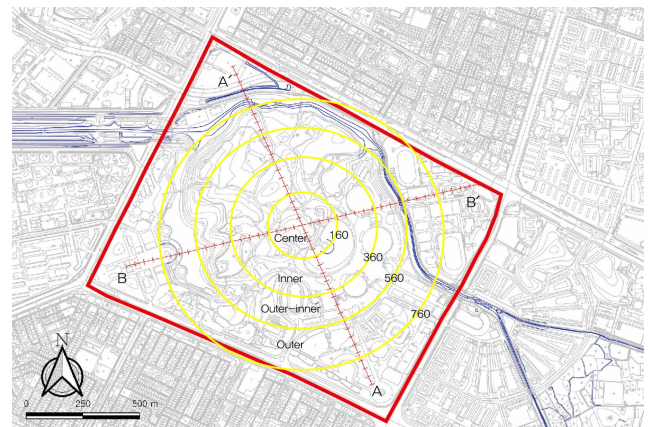 A′
B′
160
Center
360
B
Inner
560
Outer-inner
760
Outer
N
A
0 250 500 m